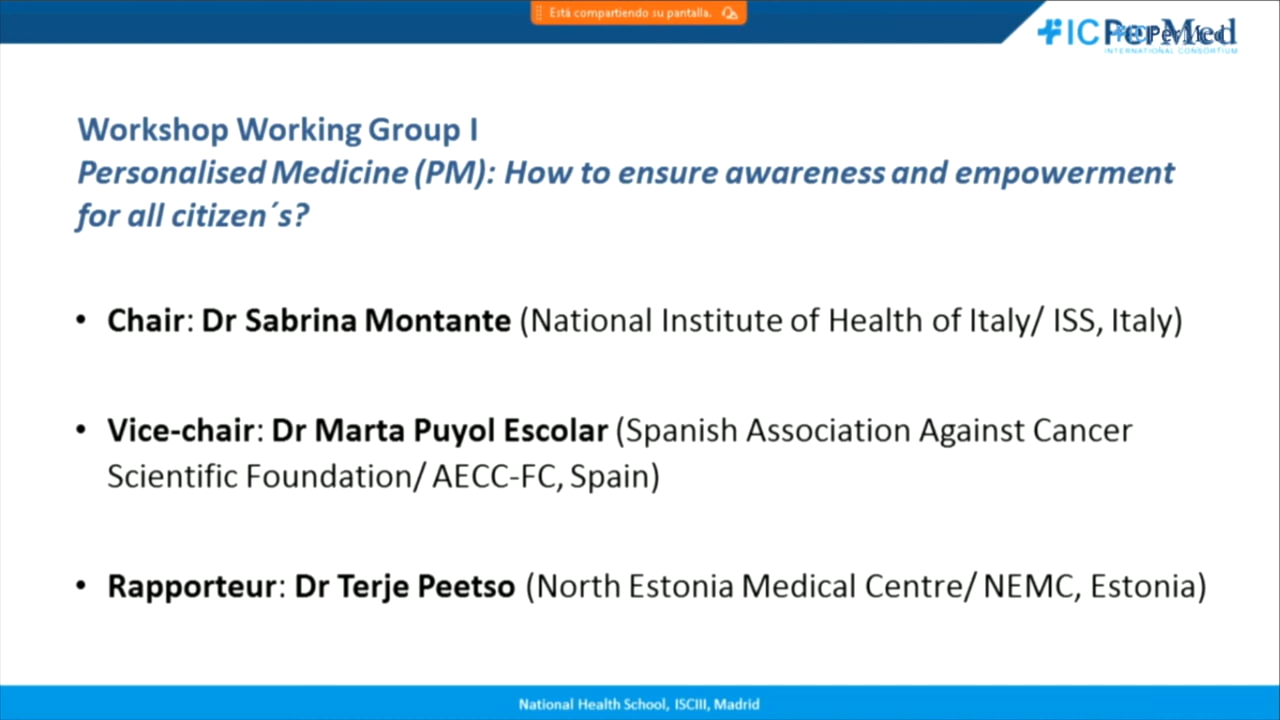 Está compartiendo su pantalla.
ICPerMed
INTERNATIONAL CONSORTIUM
Workshop Working Group I
Personalised Medicine (PM): How to ensure awareness and empowerment
for all citizen´s?
• Chair: Dr Sabrina Montante (National Institute of Health of Italy/ ISS, Italy)
• Vice-chair: Dr Marta Puyol Escolar (Spanish Association Against Cancer
Scientific Foundation/ AECC-FC, Spain)
• Rapporteur: Dr Terje Peetso (North Estonia Medical Centre/ NEMC, Estonia)
National Health School, ISCIII, Madrid